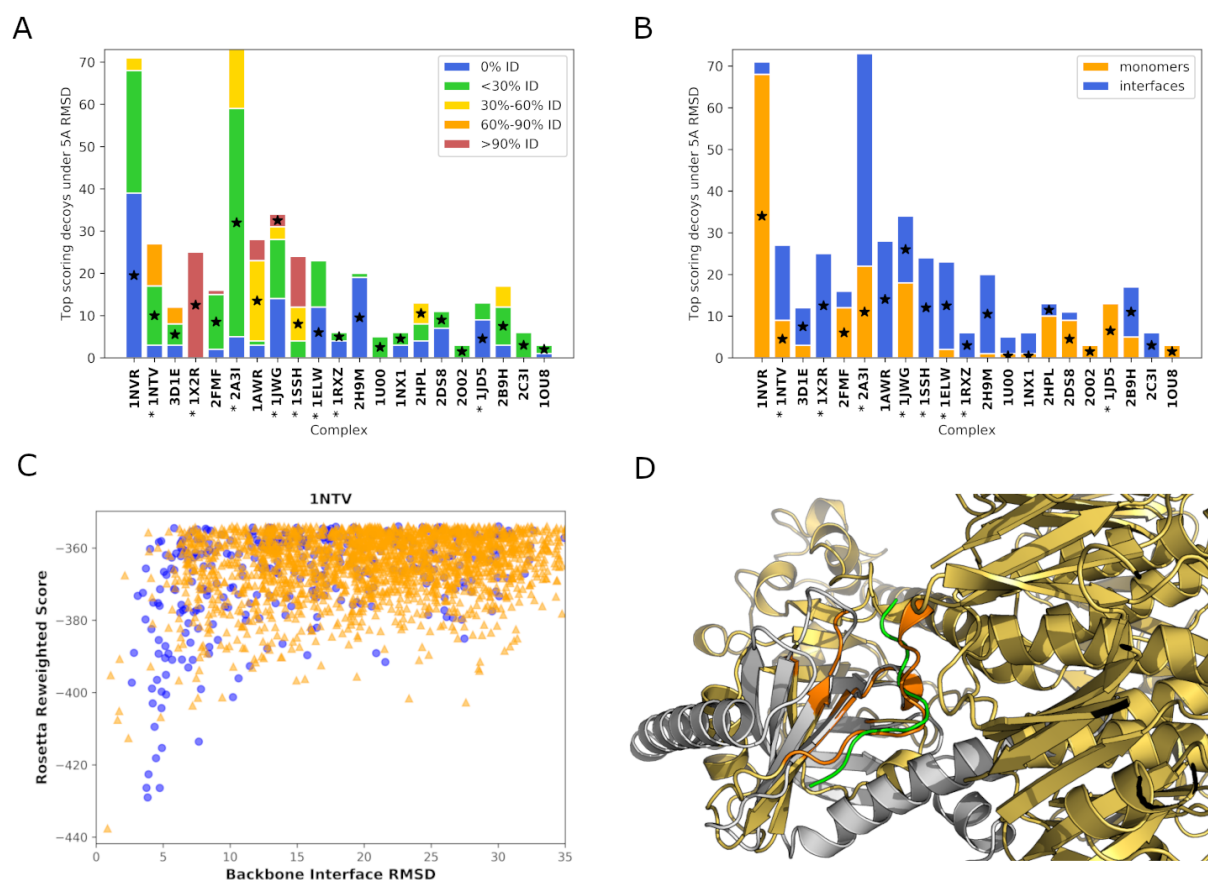 A
Top scoring decoys under 5A RMSD
70
60
50
40
30
20
10
0
0% ID
<30% ID
30%-60% ID
60%-90% ID
>90% ID
1NVR
* 1NTV
3D1E
* 1X2R
2FMF
* 2A3I
1AWR
* 1JWG
* 1SSH
* 1ELW
* 1RXZ
2H9M
1U00
1NX1
2HPL
2DS8
2O02
* 1JD5
2B9H
2C3I
1OU8
Complex
B
Top scoring decoys under 5A RMSD
70
60
50
40
30
20
10
0
monomers
interfaces
1NVR
* 1NTV
3D1E
* 1X2R
2FMF
* 2A3I
1AWR
* 1JWG
* 1SSH
* 1ELW
* 1RXZ
2H9M
1U00
1NX1
2HPL
2DS8
2O02
* 1JD5
2B9H
2C3I
1OU8
Complex
C
1NTV
Rosetta Reweighted Score
−360
−380
−400
−420
−440
0 5 10 15 20 25 30 35
Backbone Interface RMSD
D